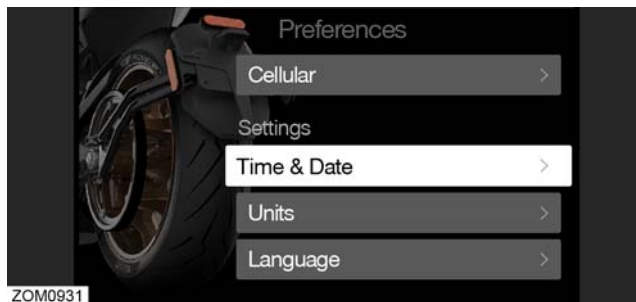 Preferences
Cellular
Settings
Time & Date
Units
Language
ZOM0931